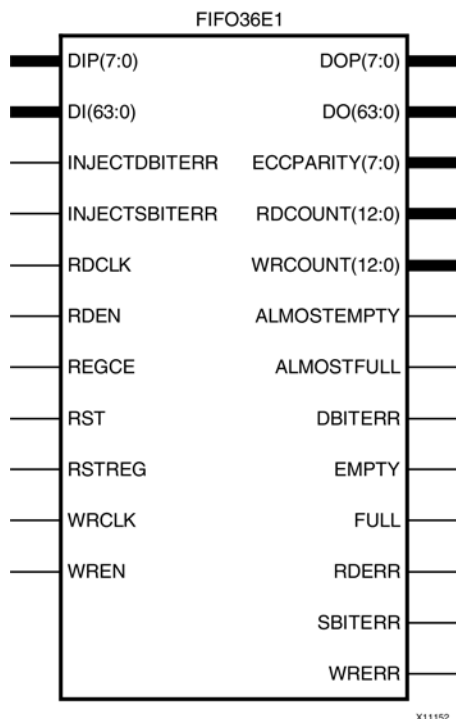 FIFO36E1
DIP(7:0) DOP(7:0)
DI(63:0) DO(63:0)
INJECTDBITERR ECCPARITY(7:0)
INJECTSBITERR RDCOUNT(12:0)
RDCLK WRCOUNT(12:0)
RDEN ALMOSTEMPTY
REGCE ALMOSTFULL
RST DBITERR
RSTREG EMPTY
WRCLK FULL
WREN RDERR
SBITERR
WRERR
X11152